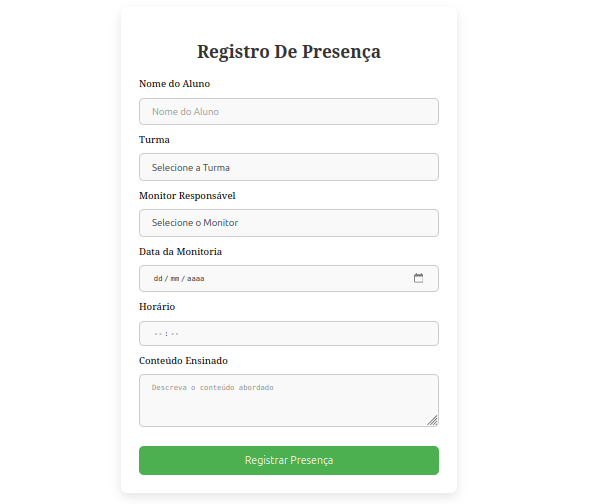 Registro De Presença
Nome do Aluno
Nome do Aluno
Turma
Selecione a Turma
Monitor Responsável
Selecione o Monitor
Data da Monitoria
dd / mm / aaaa
Horário
-- : --
Conteúdo Ensinado
Descreva o conteúdo abordado
Registrar Presença